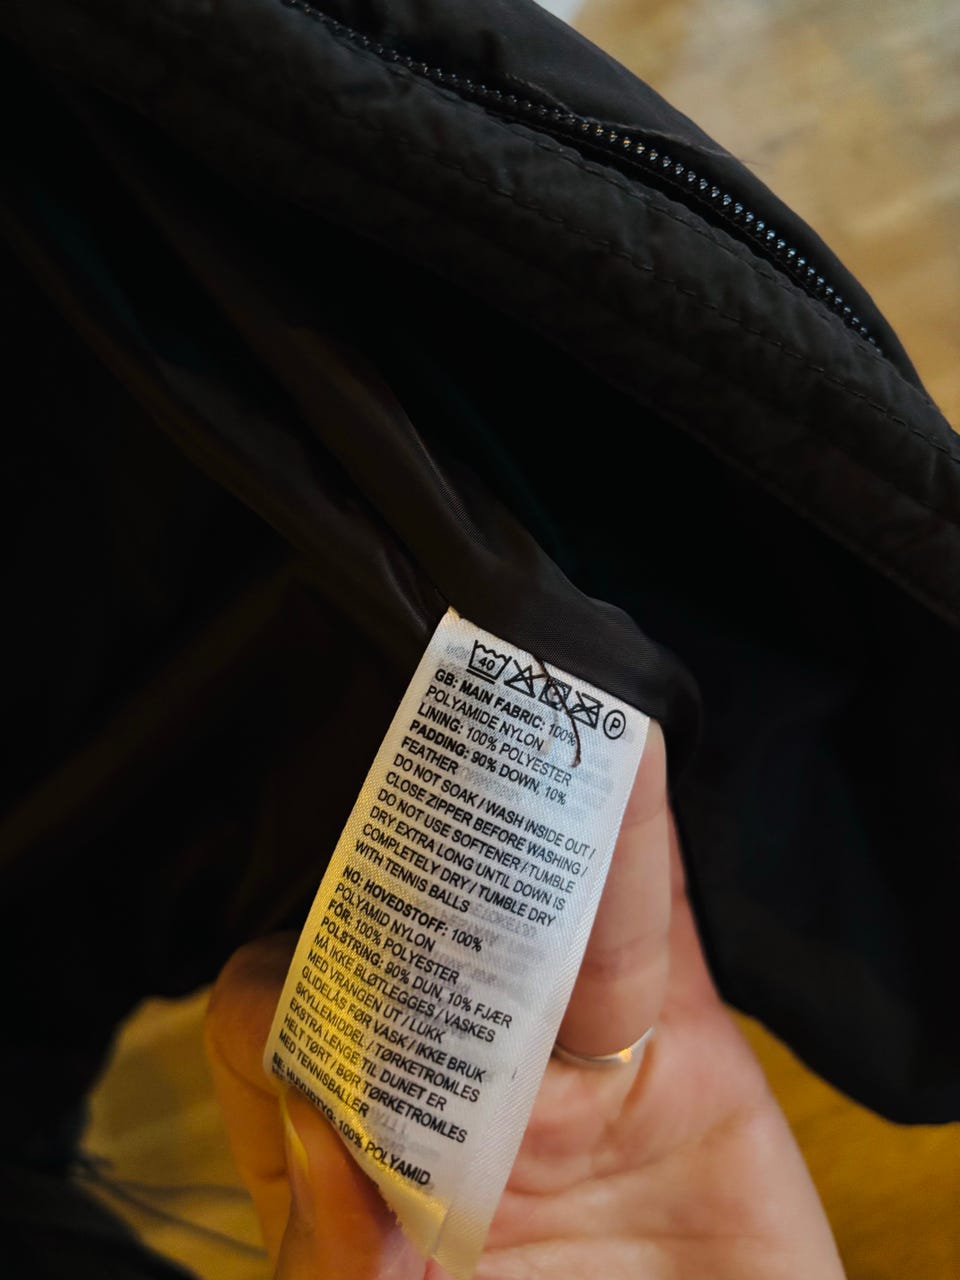 40 P
GB: MAIN FABRIC: 100%
POLYAMIDE NYLON
LINING: 100% POLYESTER
PADDING: 90% DOWN, 10%
FEATHER
DO NOT SOAK / WASH INSIDE OUT /
CLOSE ZIPPER BEFORE WASHING /
DO NOT USE SOFTENER / TUMBLE
DRY EXTRA LONG UNTIL DOWN IS
COMPLETELY DRY / TUMBLE DRY
WITH TENNIS BALLS
NO: HOVEDSTOFF: 100%
POLYAMID NYLON
FÔR: 100% POLYESTER
POLSTRING: 90% DUN, 10% FJÆR
MÅ IKKE BLØTLEGGES / VASKES
MED VRANGEN UT / LUKK
GLIDELÅS FØR VASK / IKKE BRUK
SKYLLEMIDDEL / TØRKETROMLES
EKSTRA LENGE TIL DUNET ER
HELT TØRT / BØR TØRKETROMLES
MED TENNISBALLER
SE: HUVUDTYG: 100% POLYAMID